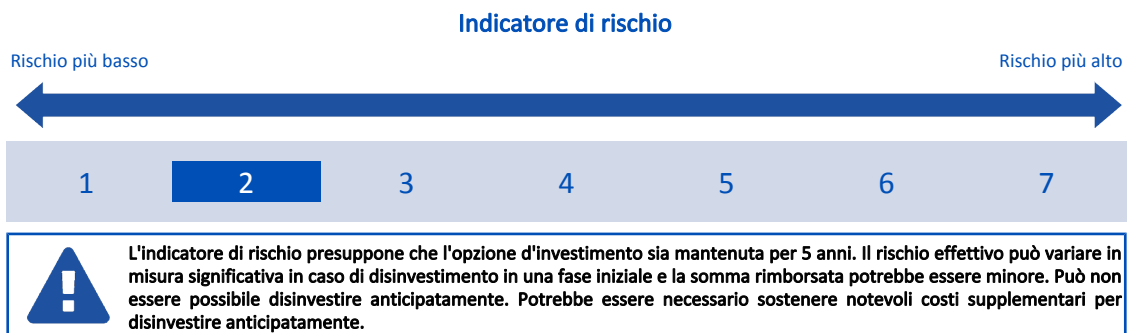 Indicatore di rischio
Rischio più basso
Rischio più alto
1 2 3 4 5 6 7
L'indicatore di rischio presuppone che l'opzione d'investimento sia mantenuta per 5 anni. Il rischio effettivo può variare in
misura significativa in caso di disinvestimento in una fase iniziale e la somma rimborsata potrebbe essere minore. Può non
essere possibile disinvestire anticipatamente. Potrebbe essere necessario sostenere notevoli costi supplementari per
disinvestire anticipatamente.